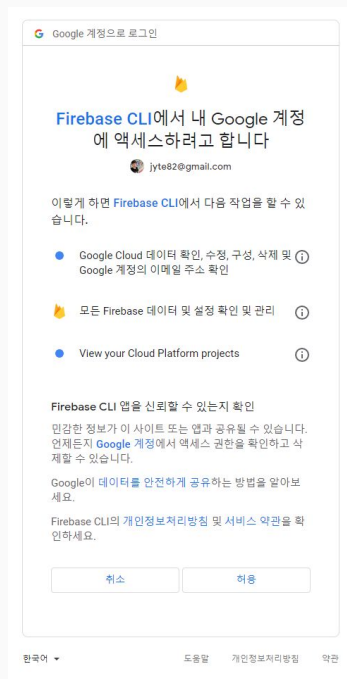 Google 계정으로 로그인
Firebase CLI에서 내 Google 계정
에 액세스하려고 합니다
jyte82@gmail.com
이렇게 하면 Firebase CLI에서 다음 작업을 할 수 있
습니다.
Google Cloud 데이터 확인, 수정, 구성, 삭제 및
Google 계정의 이메일 주소 확인
모든 Firebase 데이터 및 설정 확인 및 관리
View your Cloud Platform projects
Firebase CLI 앱을 신뢰할 수 있는지 확인
민감한 정보가 이 사이트 또는 앱과 공유될 수 있습니다.
언제든지 Google 계정에서 액세스 권한을 확인하고 삭
제할 수 있습니다.
Google이 데이터를 안전하게 공유하는 방법을 알아보
세요.
Firebase CLI의 개인정보처리방침 및 서비스 약관을 확
인하세요.
취소 허용
한국어 도움말 개인정보처리방침 약관